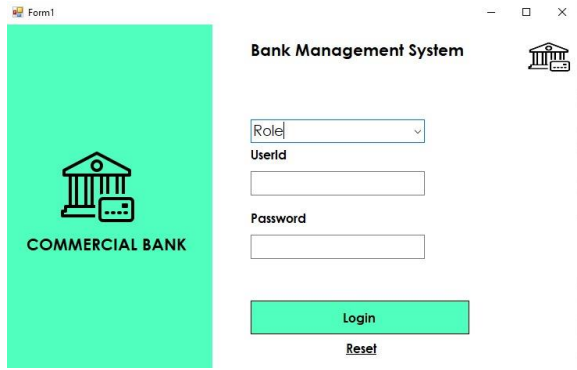 Form1
Bank Management System
Role
UserId
Password
COMMERCIAL BANK
Login
Reset